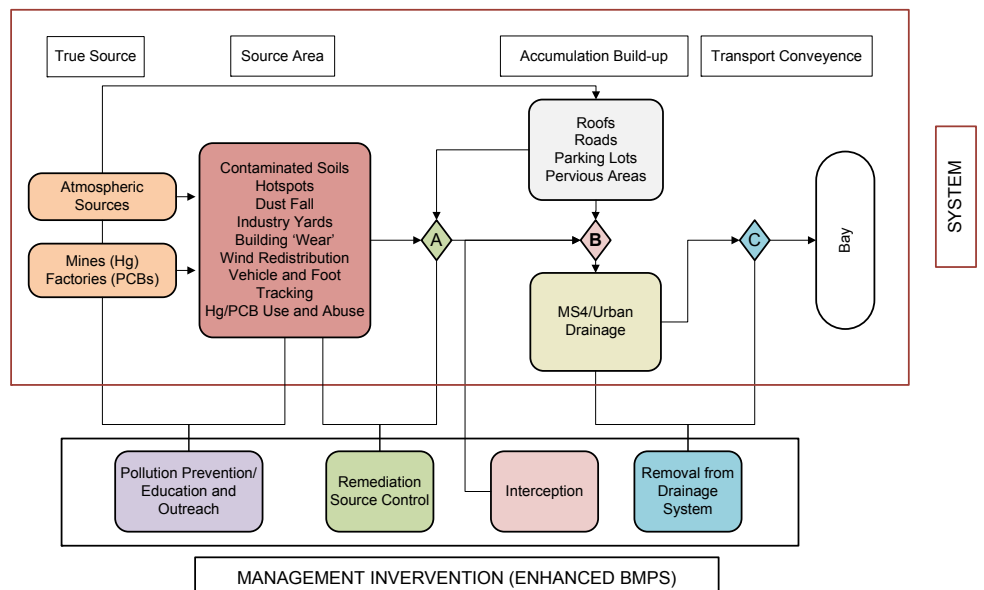 True Source
Source Area
Accumulation Build-up
Transport Conveyence
Roofs
Roads
Parking Lots
Pervious Areas
Atmospheric
Sources
Mines (Hg)
Factories (PCBs)
Contaminated Soils
Hotspots
Dust Fall
Industry Yards
Building ‘Wear’
Wind Redistribution
Vehicle and Foot
Tracking
Hg/PCB Use and Abuse
A
B
C
MS4/Urban
Drainage
Bay
SYSTEM
Pollution Prevention/
Education and
Outreach
Remediation
Source Control
Interception
Removal from
Drainage
System
MANAGEMENT INVERVENTION (ENHANCED BMPS)